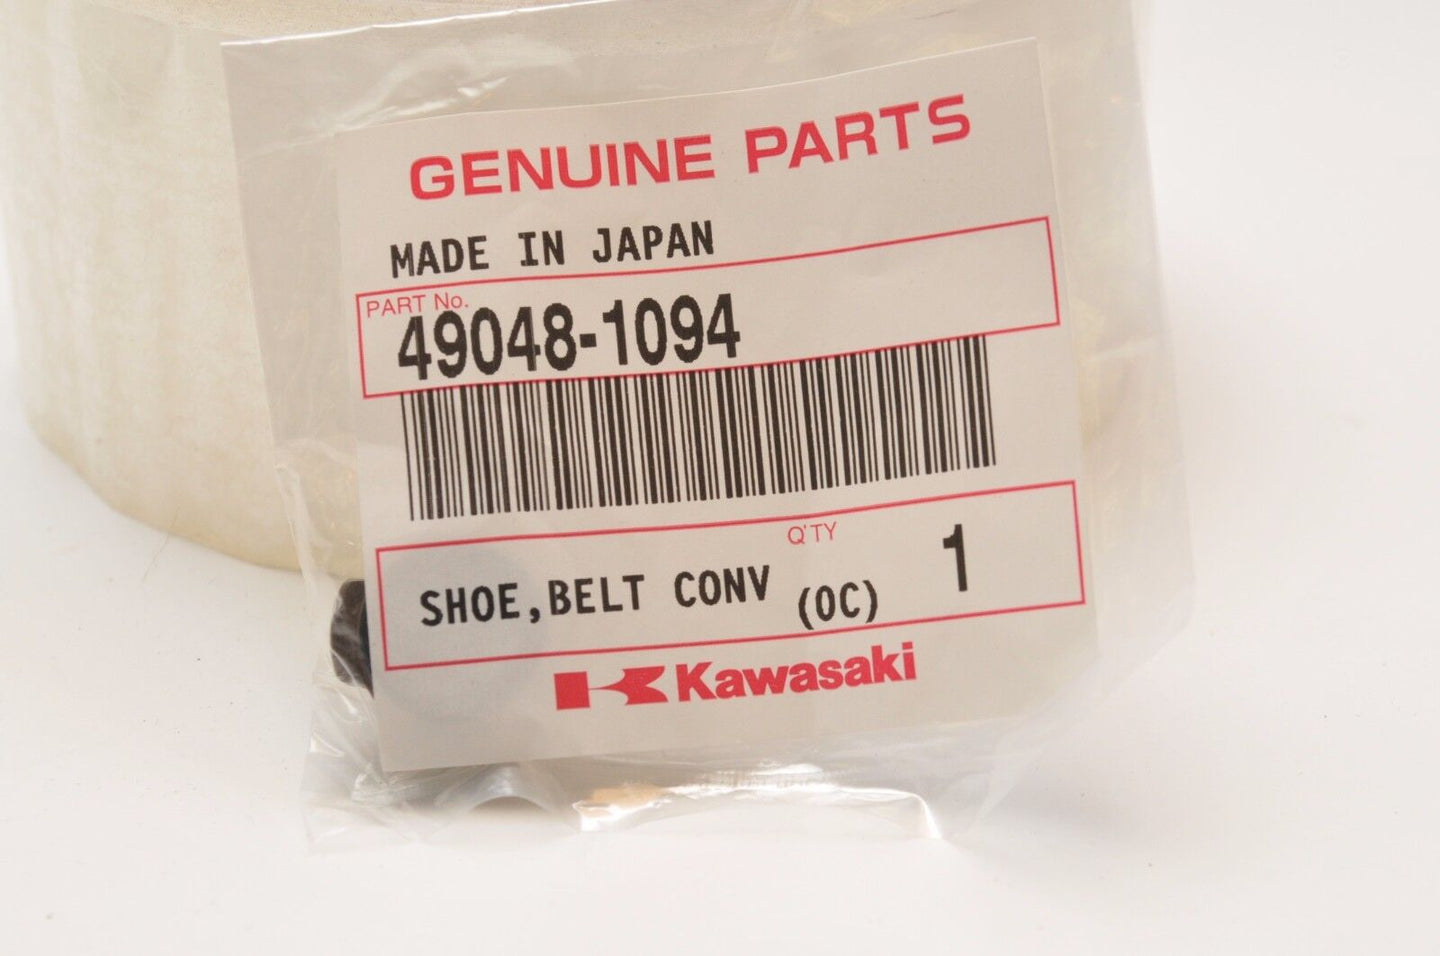 GENUINE PARTS
MADE IN JAPAN
PART No.
49048-1094
Q'TY
SHOE,BELT CONV (OC) 1
Kawasaki